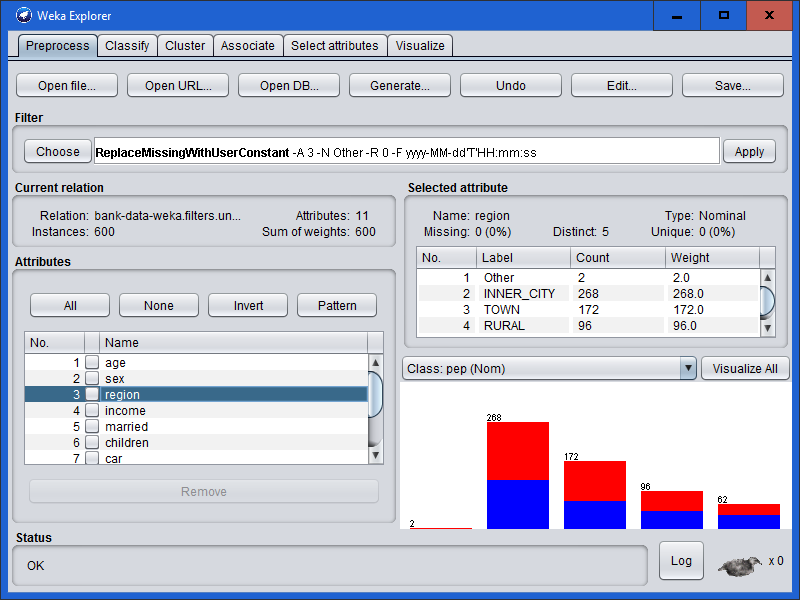 Weka Explorer
Preprocess Classify Cluster Associate Select attributes Visualize
Open file... Open URL... Open DB... Generate... Undo Edit... Save...
Filter
Choose ReplaceMissingWithUserConstant -A 3 -N Other -R 0 -F yyyy-MM-dd'T'HH:mm:ss Apply
Current relation
Relation: bank-data-weka.filters.un... Attributes: 11
Instances: 600 Sum of weights: 600
Attributes
All None Invert Pattern
No. Name
1 age
2 sex
3 region
4 income
5 married
6 children
7 car
Remove
Selected attribute
Name: region Type: Nominal
Missing: 0 (0%) Distinct: 5 Unique: 0 (0%)
No. Label Count Weight
1 Other 2 2.0
2 INNER_CITY 268 268.0
3 TOWN 172 172.0
4 RURAL 96 96.0
Class: pep (Nom) Visualize All
2 268 172 96 62
Status
OK Log x 0